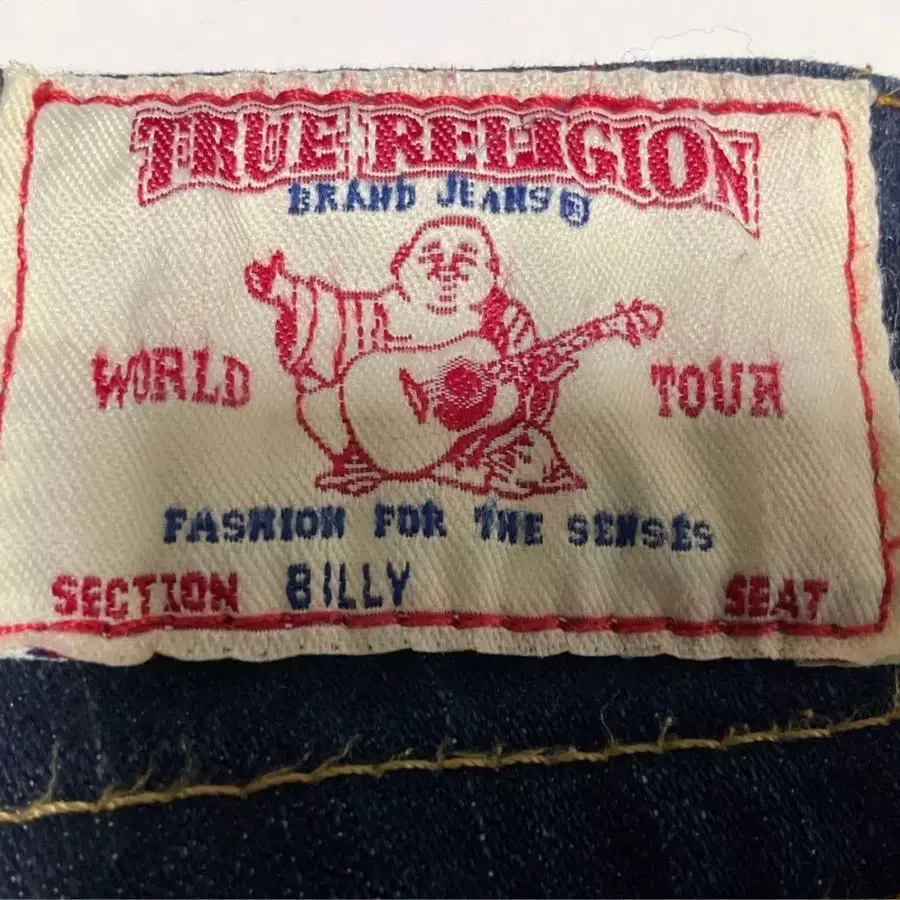 TRUE RELIGION
BRAND JEANS®
WORLD TOUR
FASHION FOR THE SENSES
SECTION BILLY SEAT